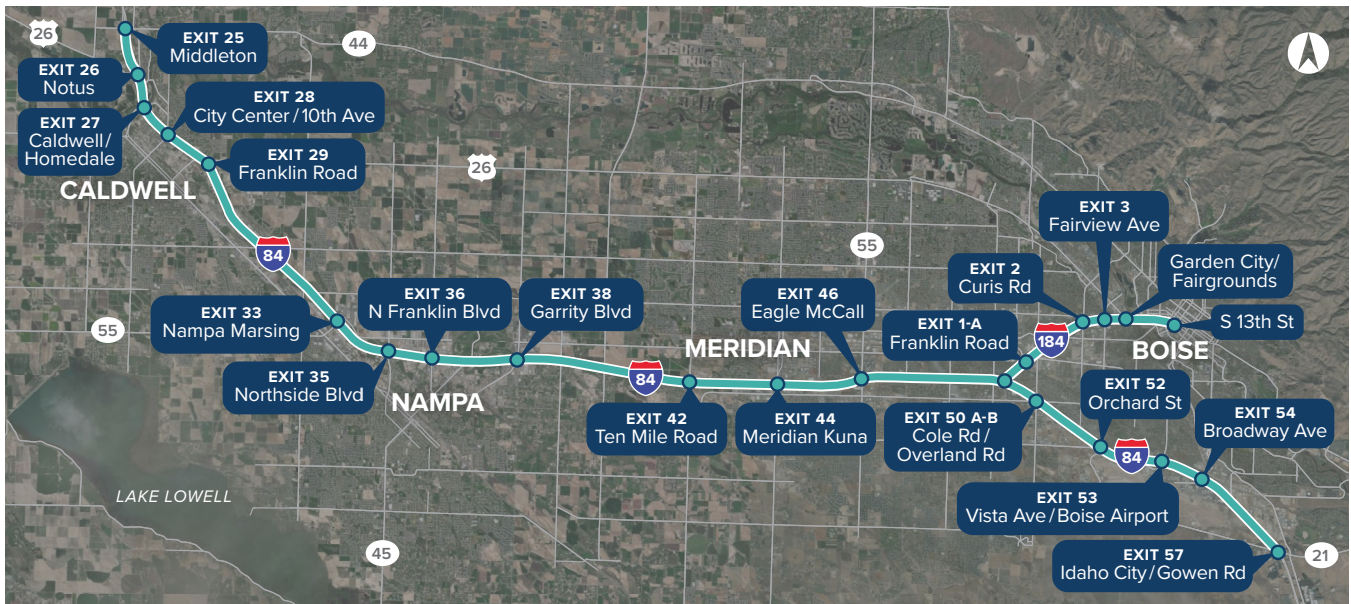 26
44
EXIT 25
Middleton
EXIT 26
Notus
EXIT 28
City Center / 10th Ave
EXIT 27
Caldwell/
Homedale
EXIT 29
Franklin Road
26
CALDWELL
84
55
EXIT 3
Fairview Ave
EXIT 2
Curis Rd
Garden City/
Fairgrounds
EXIT 33
Nampa Marsing
EXIT 36
N Franklin Blvd
EXIT 38
Garrity Blvd
EXIT 46
Eagle McCall
EXIT 1-A
Franklin Road
S 13th St
55
184
MERIDIAN
BOISE
EXIT 35
Northside Blvd
NAMPA
84
EXIT 42
Ten Mile Road
EXIT 44
Meridian Kuna
EXIT 50 A-B
Cole Rd /
Overland Rd
EXIT 52
Orchard St
EXIT 54
Broadway Ave
84
LAKE LOWELL
EXIT 53
Vista Ave / Boise Airport
45
EXIT 57
Idaho City / Gowen Rd
21